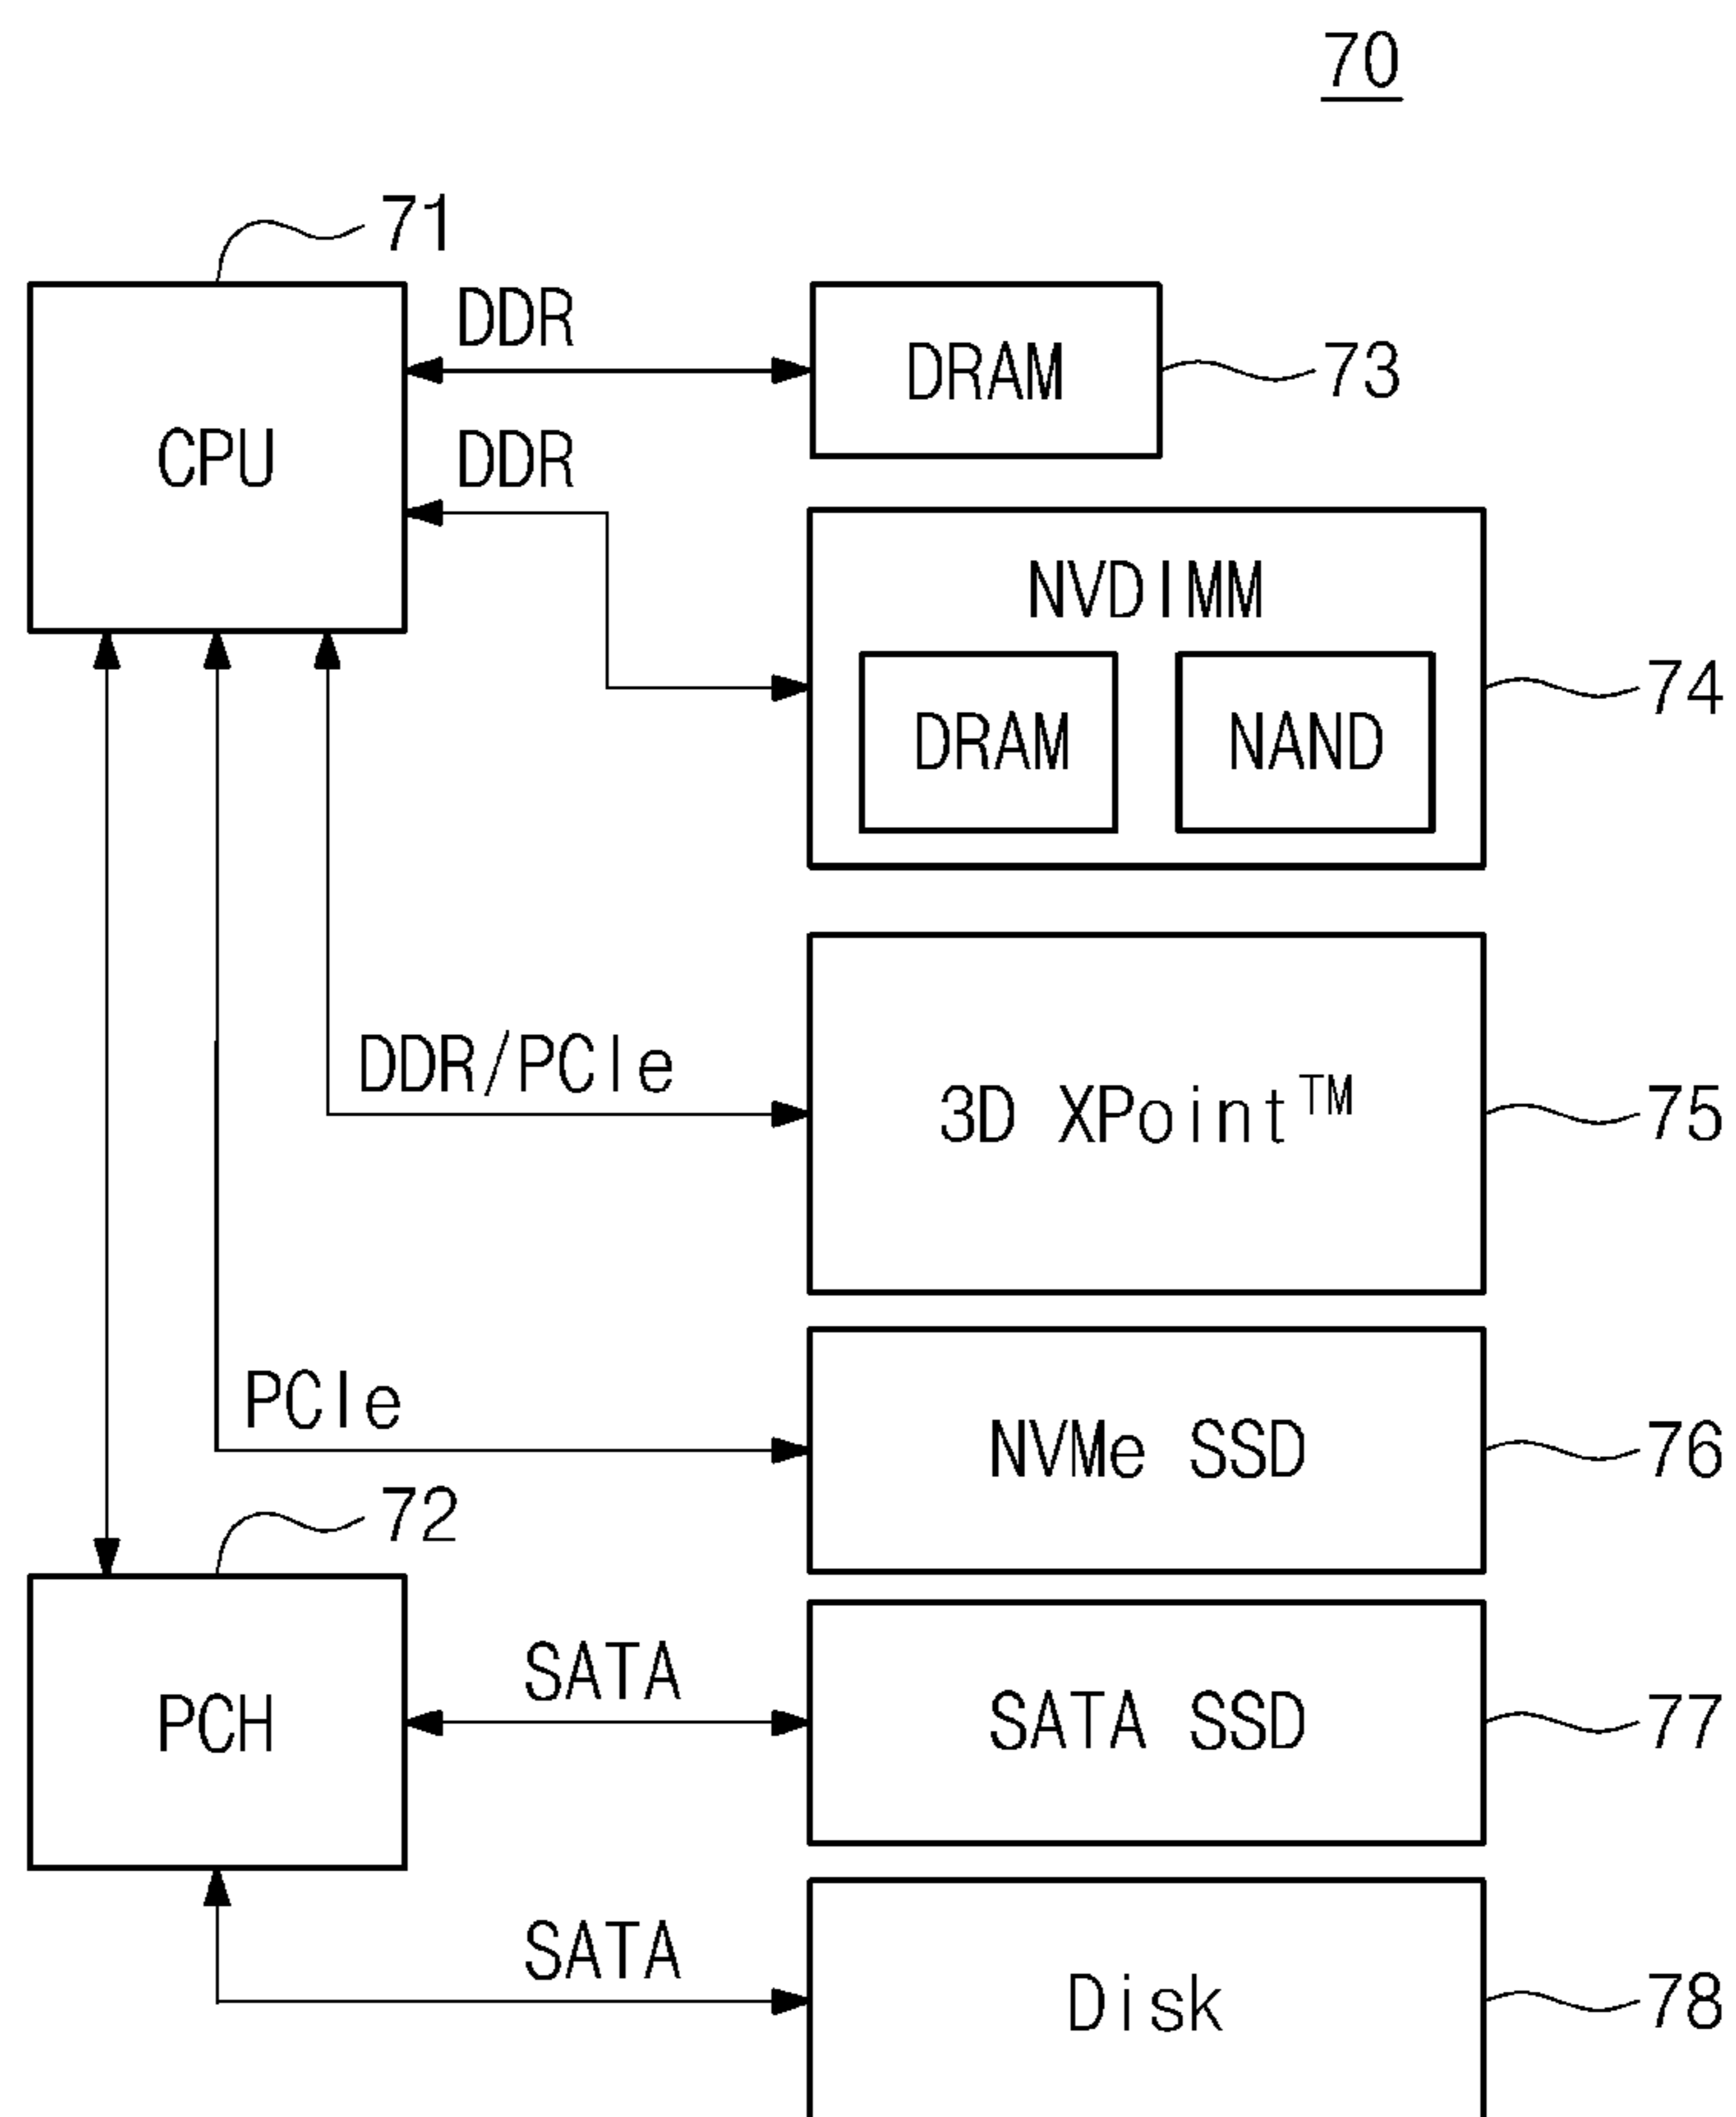 70
71
DDR
DRAM
73
CPU
DDR
NVDIMM
DRAM
NAND
74
DDR/PCIe
3D XPoint™
75
PCIe
NVMe SSD
76
72
PCH
SATA
SATA SSD
77
SATA
Disk
78